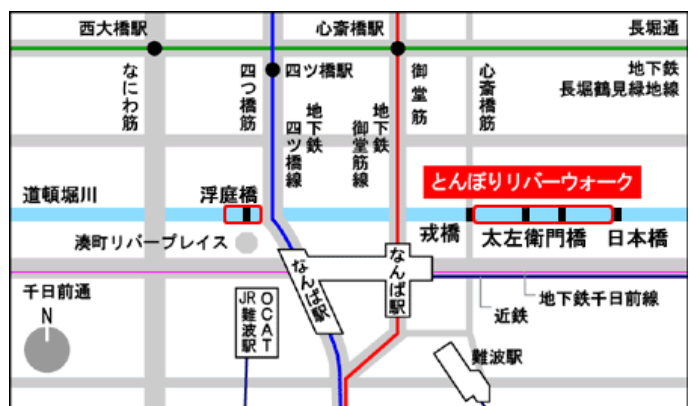 西大橋駅
心斎橋駅
長堀通
なにわ筋
四つ橋筋
四ツ橋駅
地下鉄
四ツ橋線
地下鉄
御堂筋線
御堂筋
心斎橋筋
地下鉄
長堀鶴見緑地線
とんぼりリバーウォーク
道頓堀川
浮庭橋
戎橋
太左衛門橋
日本橋
湊町リバープレイス
なんば駅
なんば駅
千日前通
N
OCAT
JR難波駅
近鉄
地下鉄千日前線
難波駅